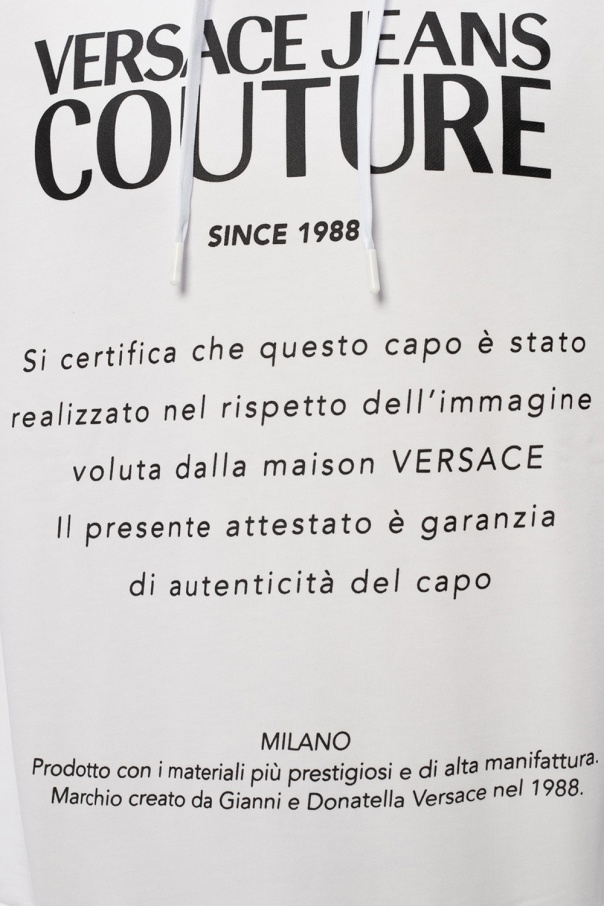 VERSACE JEANS
COUTURE
SINCE 1988
Si certifica che questo capo è stato
realizzato nel rispetto dell'immagine
voluta dalla maison VERSACE
Il presente attestato è garanzia
di autenticità del capo
MILANO
Prodotto con i materiali più prestigiosi e di alta manifattura.
Marchio creato da Gianni e Donatella Versace nel 1988.